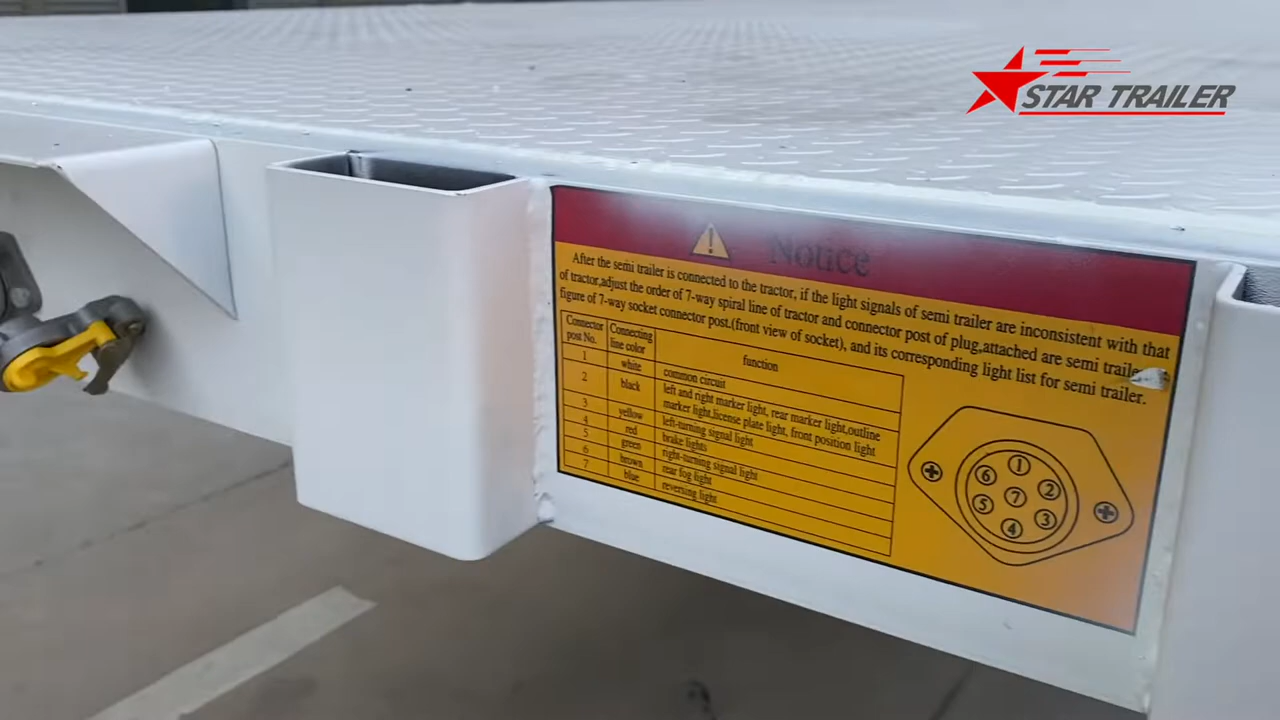 STAR TRAILER
Notice
After the semi trailer is connected to the tractor, if the light signals of semi trailer are inconsistent with that
of tractor,adjust the order of 7-way spiral line of tractor and connector post of plug,attached are semi
figure of 7-way socket connector post.(front view of socket), and its corresponding light list for semi trailer.
Connector post No. Connecting line color function
1 white common circuit
2 black left and right marker light, rear marker light,outline
marker light,license plate light, front position light
3 yellow left-turning signal light
4 red brake lights
5 green right-turning signal light
6 brown rear fog light
7 blue reversing light
1
6 2
7
5 3
4